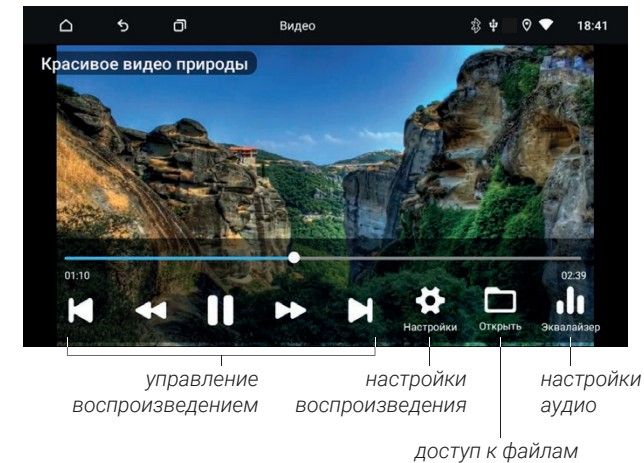 Видео
18:41
Красивое видео природы
01:10
02:39
Настройки
Открыть
Эквалайзер
управление
воспроизведением
настройки
воспроизведения
настройки
аудио
доступ к файлам